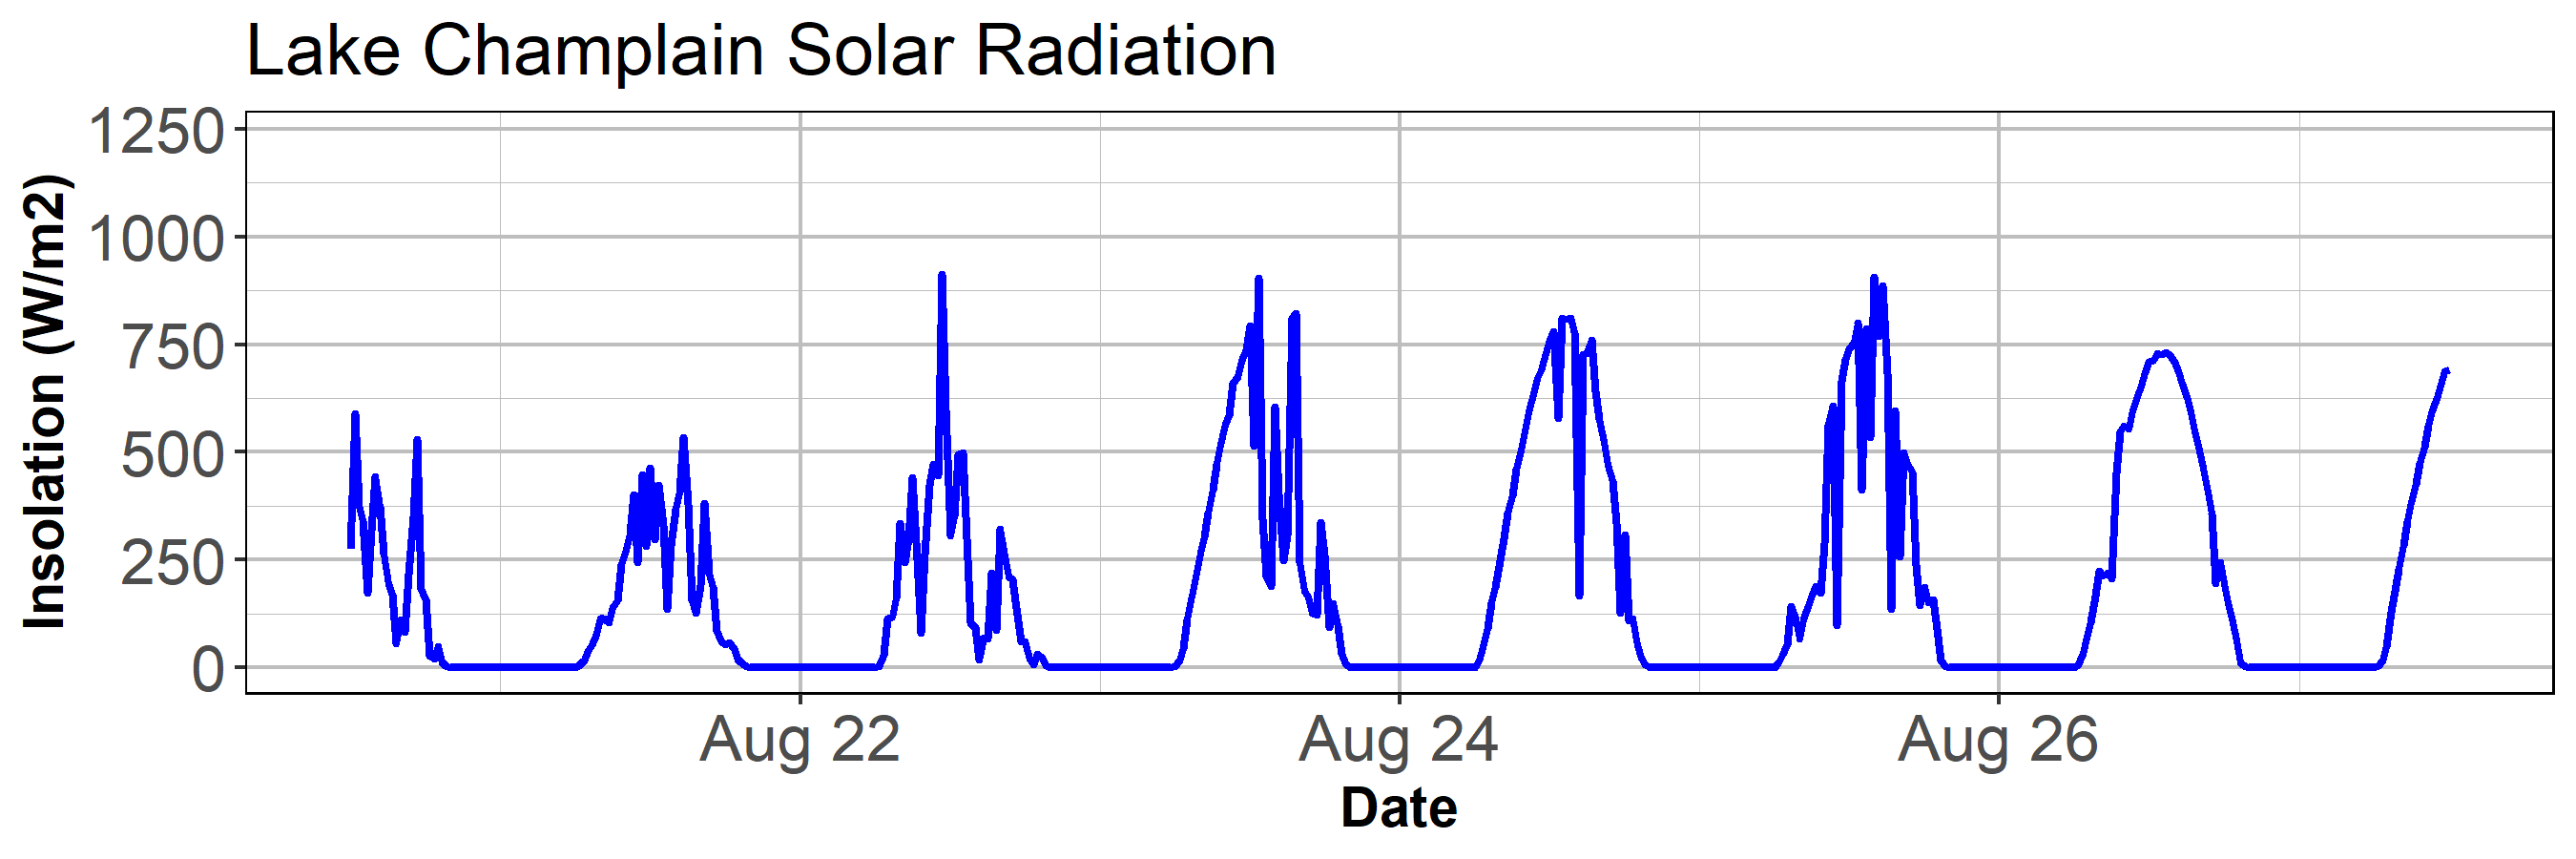 Lake Champlain Solar Radiation
Insolation (W/m2)
1250
1000
750
500
250
0
Aug 22 Aug 24 Aug 26
Date